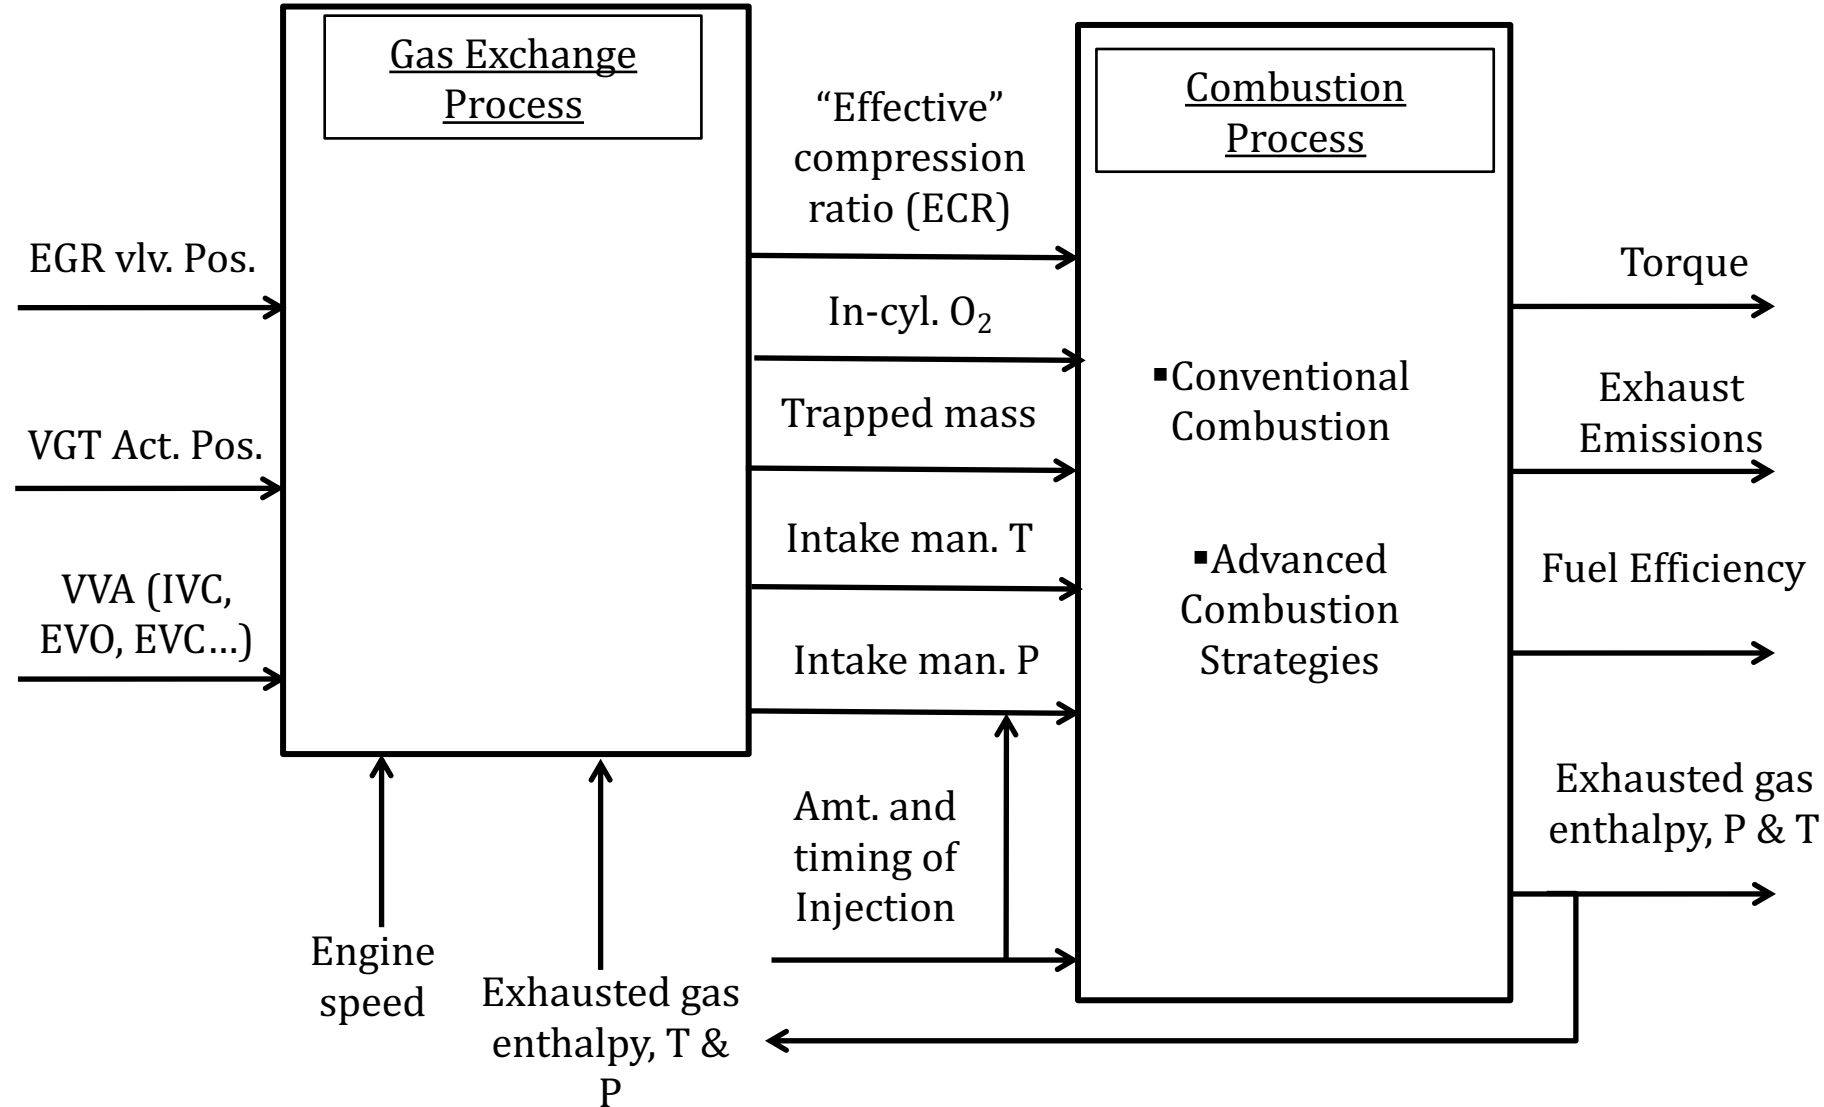 Gas Exchange
Process
EGR vlv. Pos.
VGT Act. Pos.
VVA (IVC,
EVO, EVC...)
Engine
speed
Exhausted gas
enthalpy, T &
P
“Effective”
compression
ratio (ECR)
In-cyl. O₂
Trapped mass
Intake man. T
Intake man. P
Amt. and
timing of
Injection
Combustion
Process
▪Conventional
Combustion
▪Advanced
Combustion
Strategies
Torque
Exhaust
Emissions
Fuel Efficiency
Exhausted gas
enthalpy, P & T